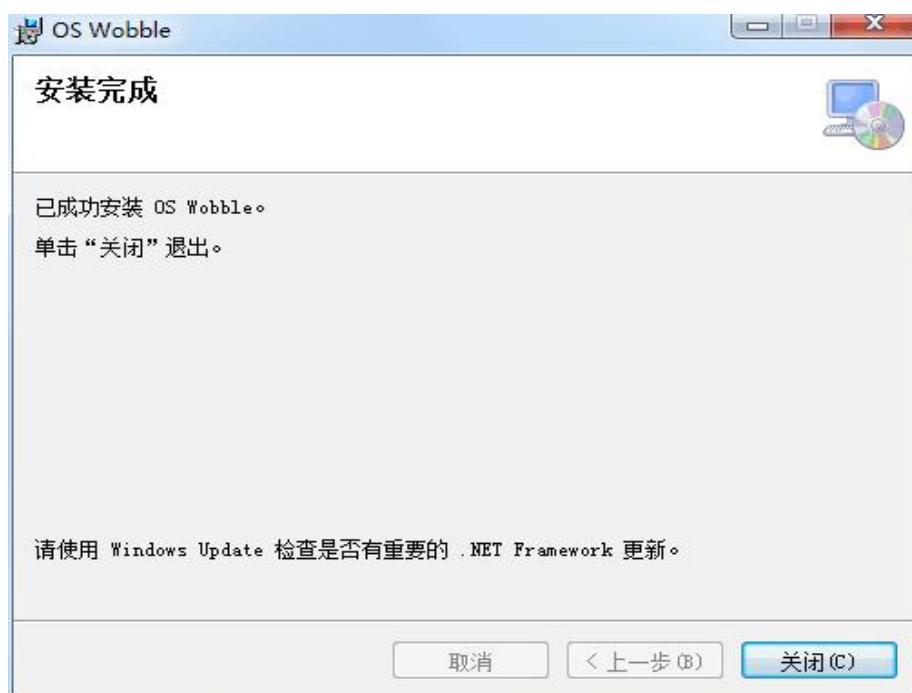 OS Wobble
安装完成
已成功安装 OS Wobble。
单击“关闭”退出。
请使用 Windows Update 检查是否有重要的 .NET Framework 更新。
取消
< 上一步(B)
关闭(C)